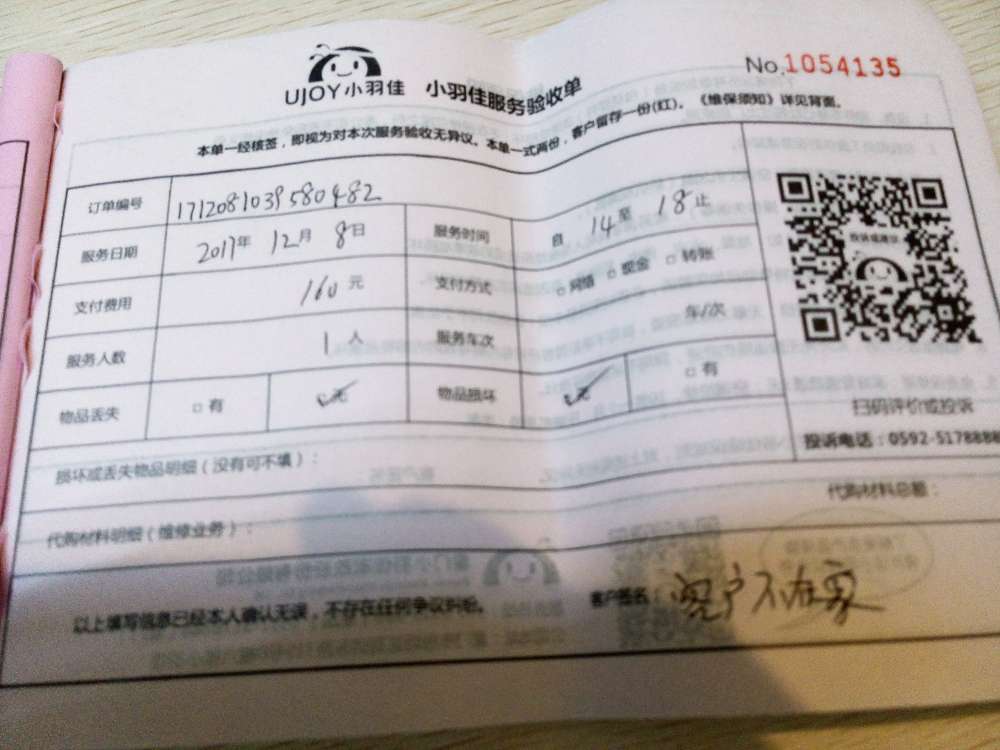 UJOY小羽佳 小羽佳服务验收单 No.1054135
本单一经核签，即视为对本次服务验收无异议。本单一式两份，客户留存一份(红)。《维保须知》详见背面。
订单编号 171208103958 0482
服务日期 2017年 12月 8日 服务时间 自 14 至 18 止
支付费用 160 元 支付方式 □网络 □现金 □转账
服务人数 1 人 服务车次 车/次
物品丢失 □有 ☑无 物品损坏 ☑无 □有
扫码评价或投诉
投诉电话：0592-5178888
损坏或丢失物品明细（没有可不填）：
代购材料明细（维修业务）： 代购材料总额：
以上填写信息已经本人确认无误，不存在任何争议纠纷。 客户签名：客户不在家